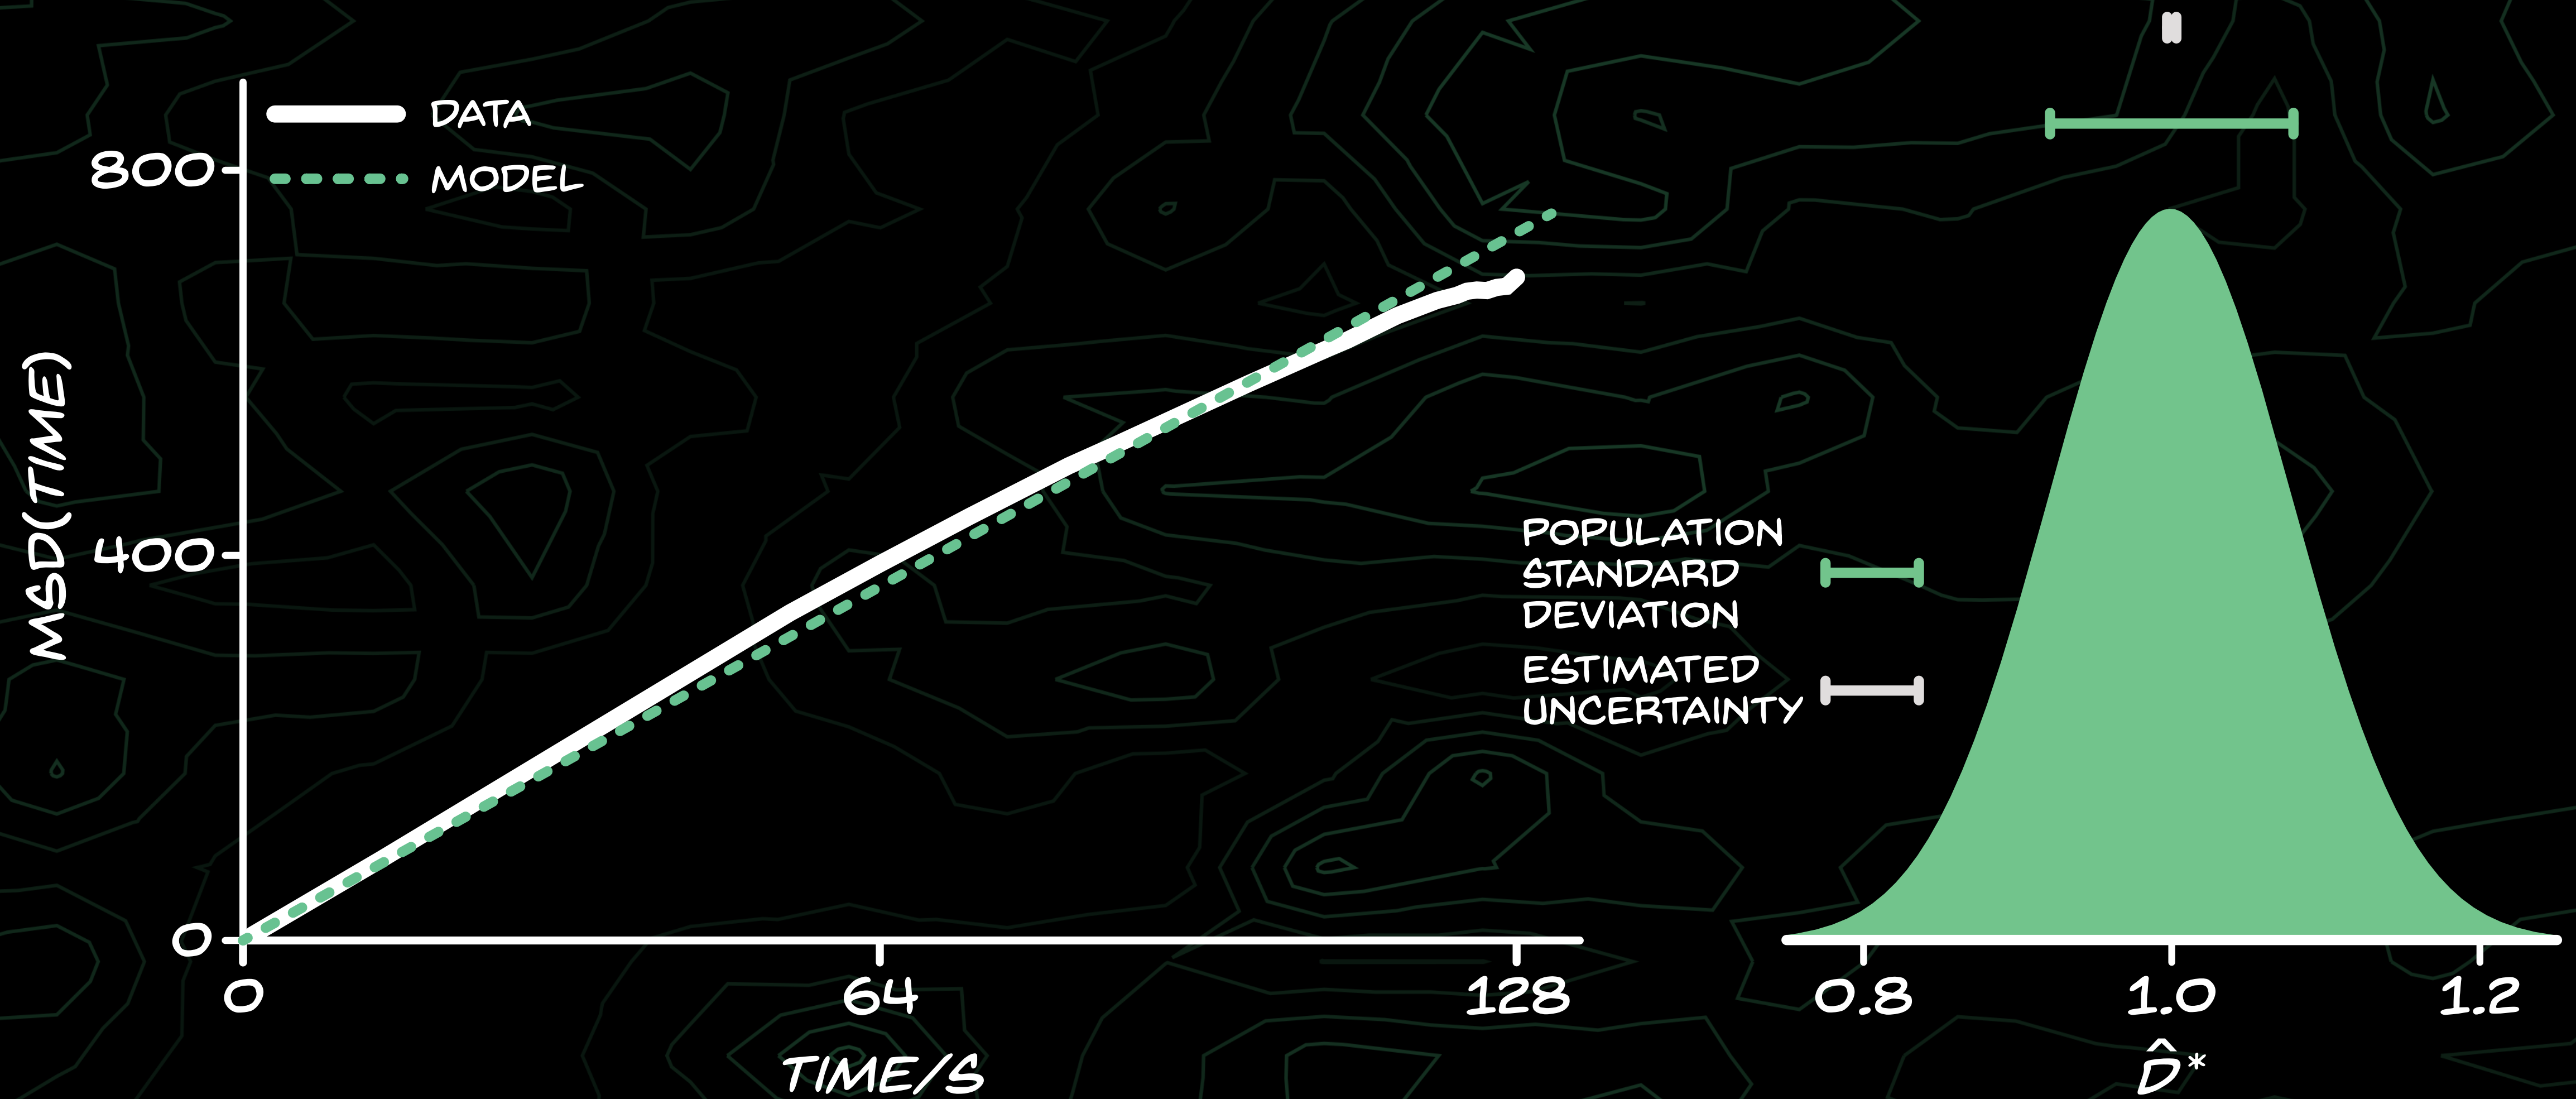 DATA
MODEL
800
400
0
MSD(TIME)
0
64
128
TIME/S
POPULATION
STANDARD
DEVIATION
ESTIMATED
UNCERTAINTY
0.8
1.0
1.2
D̂*